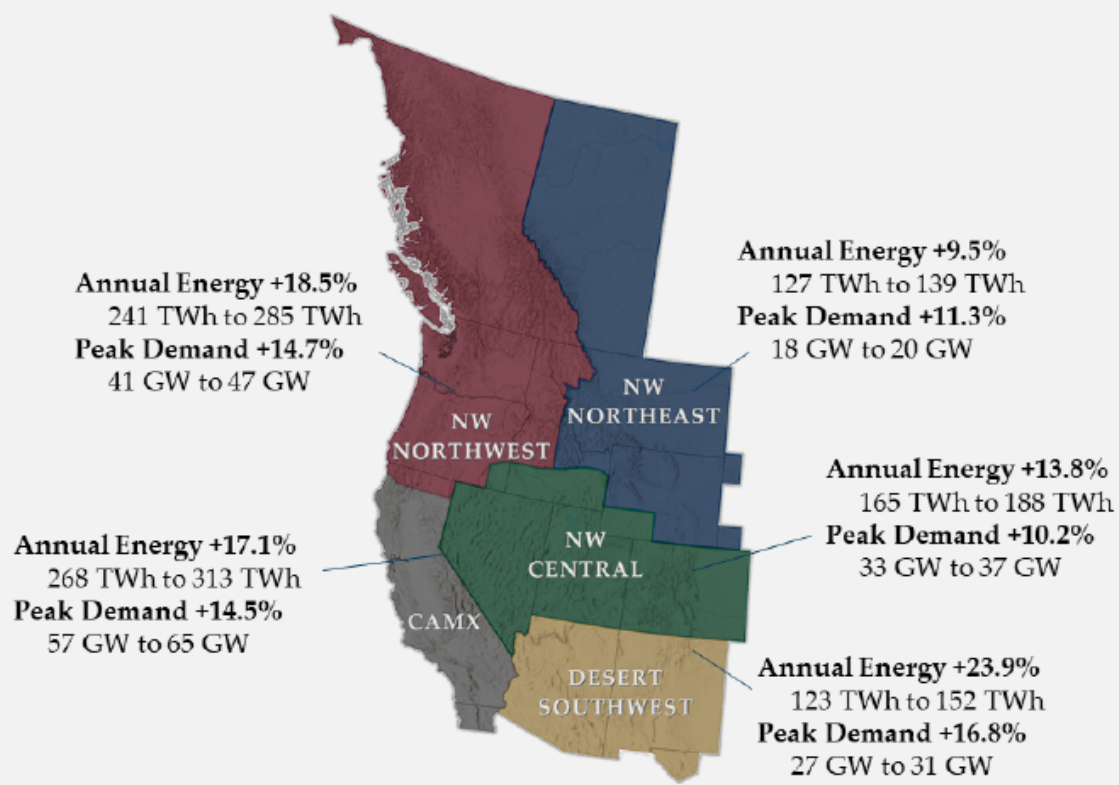 Annual Energy +18.5%
241 TWh to 285 TWh
Peak Demand +14.7%
41 GW to 47 GW
Annual Energy +9.5%
127 TWh to 139 TWh
Peak Demand +11.3%
18 GW to 20 GW
NW
NORTHWEST
NW
NORTHEAST
Annual Energy +17.1%
268 TWh to 313 TWh
Peak Demand +14.5%
57 GW to 65 GW
CAMX
NW
CENTRAL
Annual Energy +13.8%
165 TWh to 188 TWh
Peak Demand +10.2%
33 GW to 37 GW
DESERT
SOUTHWEST
Annual Energy +23.9%
123 TWh to 152 TWh
Peak Demand +16.8%
27 GW to 31 GW